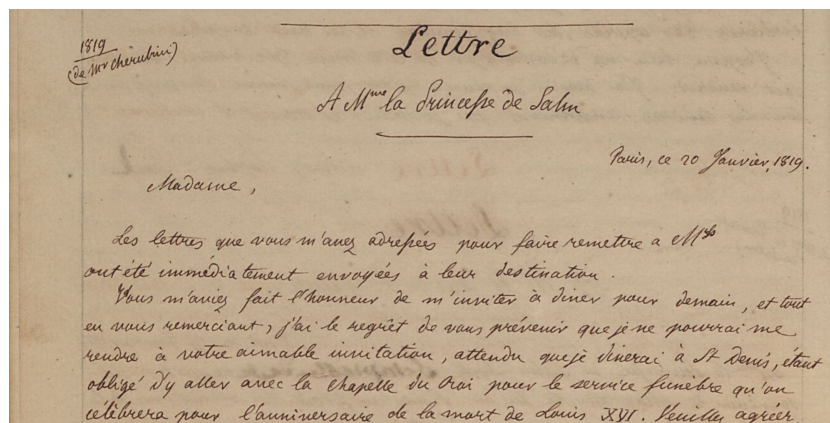 1819
(de Mr Cherubini)
Lettre
A Mme la Princesse de Salm
Paris, ce 20 Janvier, 1819.
Madame,
Les lettres que vous m'avez adressées pour faire remettre a
ont été immédiatement envoyées à leur destination.
Vous m'aviez fait l'honneur de m'inviter à diner pour demain, et tout
en vous remerciant, j'ai le regrêt de vous prévenir que je ne pourrai me
rendre à votre aimable invitation, attendu que je dinerai à St Denis, étant
obligé d'y aller avec la chapelle du Roi pour le service funèbre qu'on
célèbrera pour l'anniversaire de la mort de Louis XVI. Veuillez agréer,